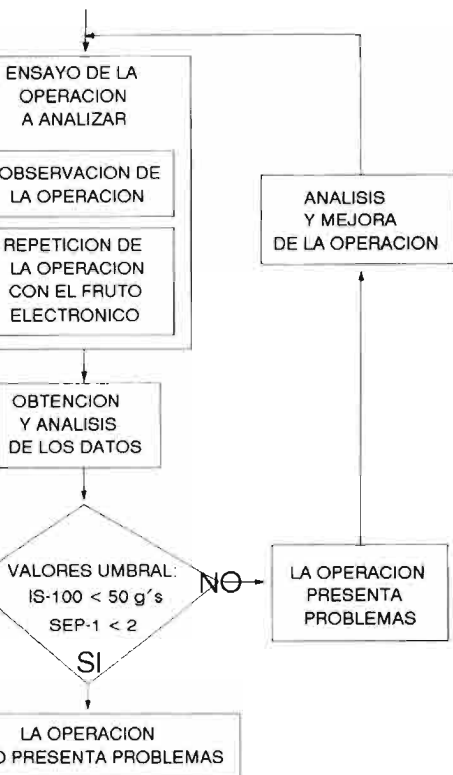 ENSAYO DE LA
OPERACION
A ANALIZAR
OBSERVACION DE
LA OPERACION
REPETICION DE
LA OPERACION
CON EL FRUTO
ELECTRONICO
OBTENCION
Y ANALISIS
DE LOS DATOS
VALORES UMBRAL:
IS-100 < 50 g´s
SEP-1 < 2
SI
NO
LA OPERACION
PRESENTA
PROBLEMAS
ANALISIS
Y MEJORA
DE LA OPERACION
LA OPERACION
O PRESENTA PROBLEMAS